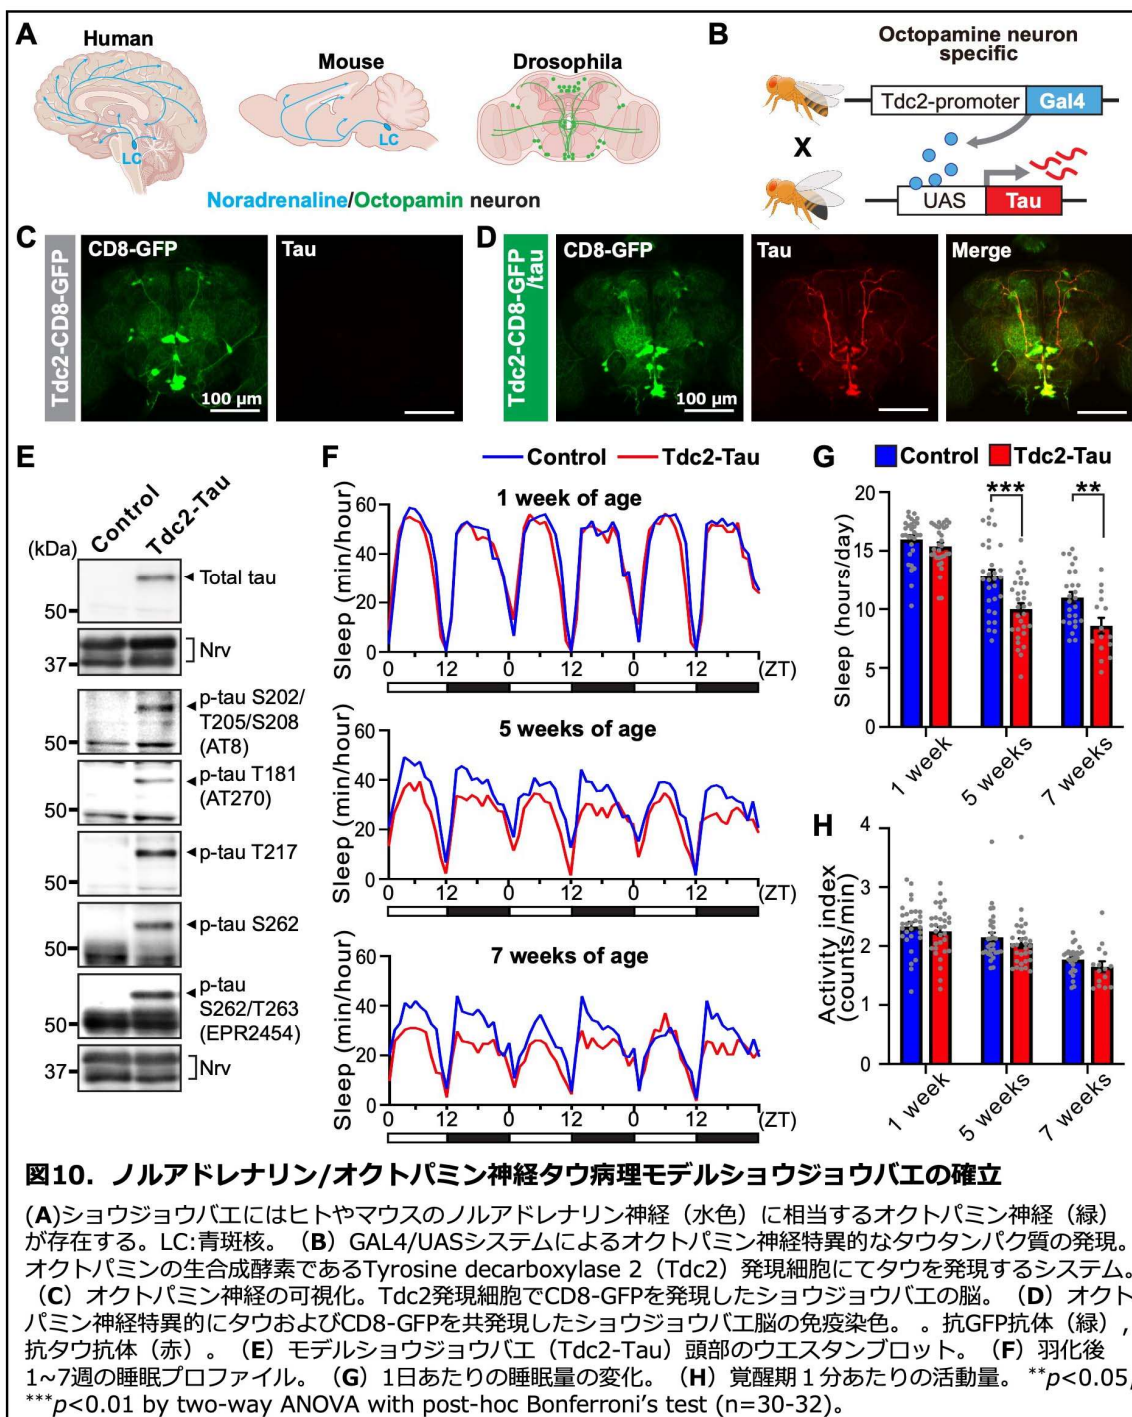 A
Human
Mouse
Drosophila
LC
LC
Noradrenaline/Octopamin neuron
B
Octopamine neuron
specific
Tdc2-promoter Gal4
X
UAS Tau
C
Tdc2-CD8-GFP
CD8-GFP
100 μm
Tau
D
Tdc2-CD8-GFP
/tau
CD8-GFP
100 μm
Tau
Merge
E
Control
Tdc2-Tau
(kDa)
Total tau
50
Nrv
37
p-tau S202/
T205/S208
(AT8)
50
p-tau T181
(AT270)
50
p-tau T217
50
p-tau S262
50
p-tau
S262/T263
(EPR2454)
50
Nrv
37
F
Control Tdc2-Tau
1 week of age
Sleep (min/hour)
60
40
20
0
0 12 0 12 0 12 (ZT)
5 weeks of age
Sleep (min/hour)
60
40
20
0
0 12 0 12 0 12 (ZT)
7 weeks of age
Sleep (min/hour)
60
40
20
0
0 12 0 12 0 12 (ZT)
G
Control Tdc2-Tau
Sleep (hours/day)
20
15
10
5
0
*** **
1 week 5 weeks 7 weeks
H
Activity index
(counts/min)
4
3
2
1
0
1 week 5 weeks 7 weeks
図10. ノルアドレナリン/オクトパミン神経タウ病理モデルショウジョウバエの確立
(A)ショウジョウバエにはヒトやマウスのノルアドレナリン神経（水色）に相当するオクトパミン神経（緑）
が存在する。LC:青斑核。（B）GAL4/UASシステムによるオクトパミン神経特異的なタウタンパク質の発現。
オクトパミンの生合成酵素であるTyrosine decarboxylase 2（Tdc2）発現細胞にてタウを発現するシステム。
（C）オクトパミン神経の可視化。Tdc2発現細胞でCD8-GFPを発現したショウジョウバエの脳。（D）オクト
パミン神経特異的にタウおよびCD8-GFPを共発現したショウジョウバエ脳の免疫染色。。抗GFP抗体（緑），
抗タウ抗体（赤）。（E）モデルショウジョウバエ（Tdc2-Tau）頭部のウエスタンブロット。（F）羽化後
1~7週の睡眠プロファイル。（G）1日あたりの睡眠量の変化。（H）覚醒期１分あたりの活動量。**p<0.05,
***p<0.01 by two-way ANOVA with post-hoc Bonferroni's test (n=30-32)。